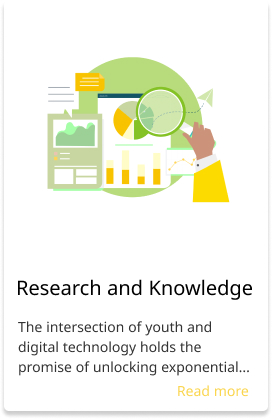 Research and Knowledge
The intersection of youth and
digital technology holds the
promise of unlocking exponential...
Read more